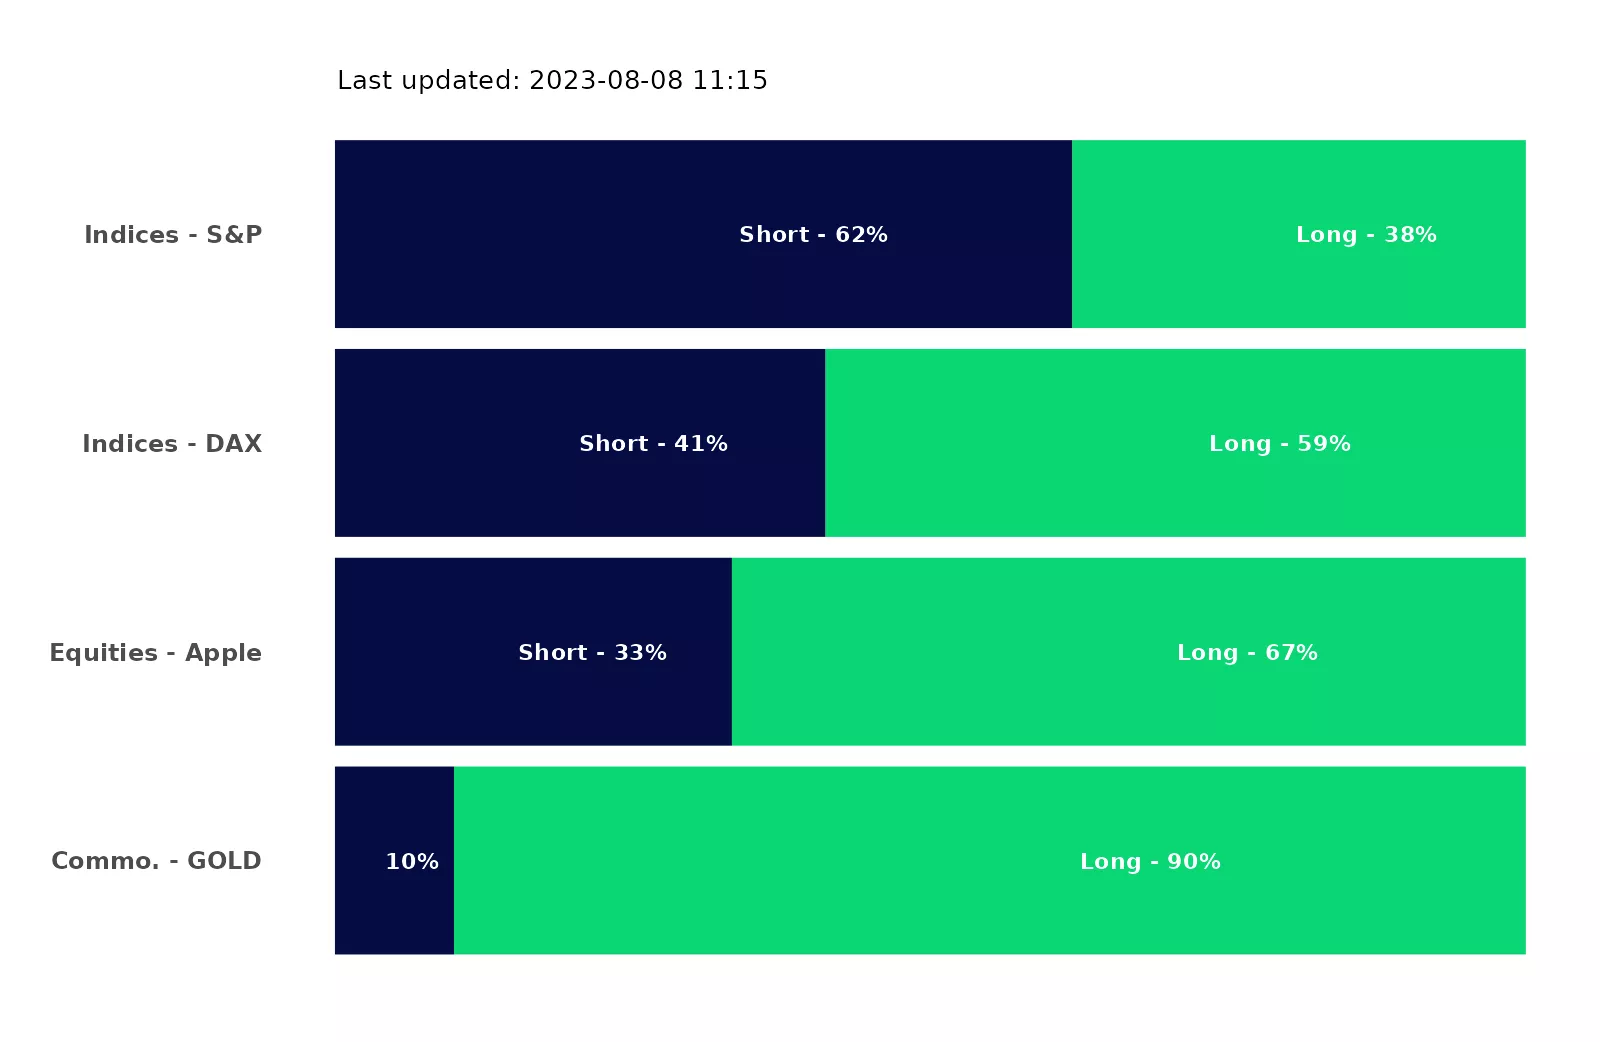 Last updated: 2023-08-08 11:15
Indices - S&P Short - 62% Long - 38%
Indices - DAX Short - 41% Long - 59%
Equities - Apple Short - 33% Long - 67%
Commo. - GOLD 10% Long - 90%